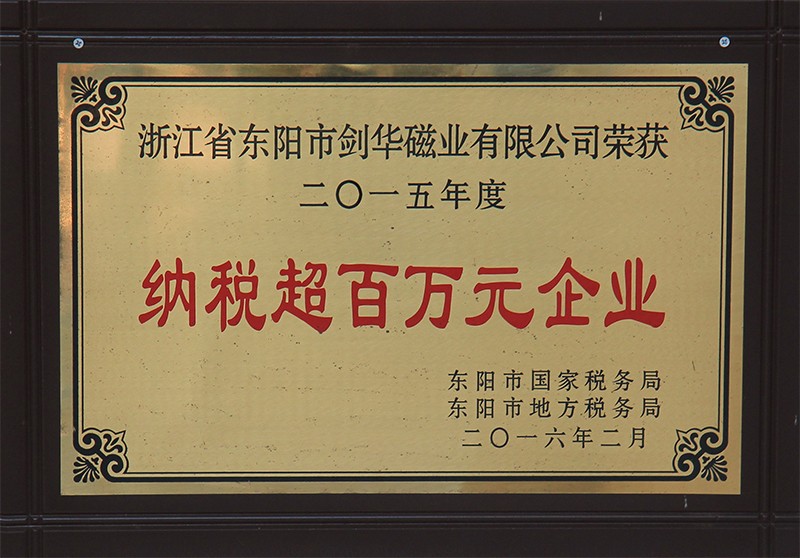 浙江省东阳市剑华磁业有限公司荣获
二〇一五年度
纳税超百万元企业
东阳市国家税务局
东阳市地方税务局
二〇一六年二月